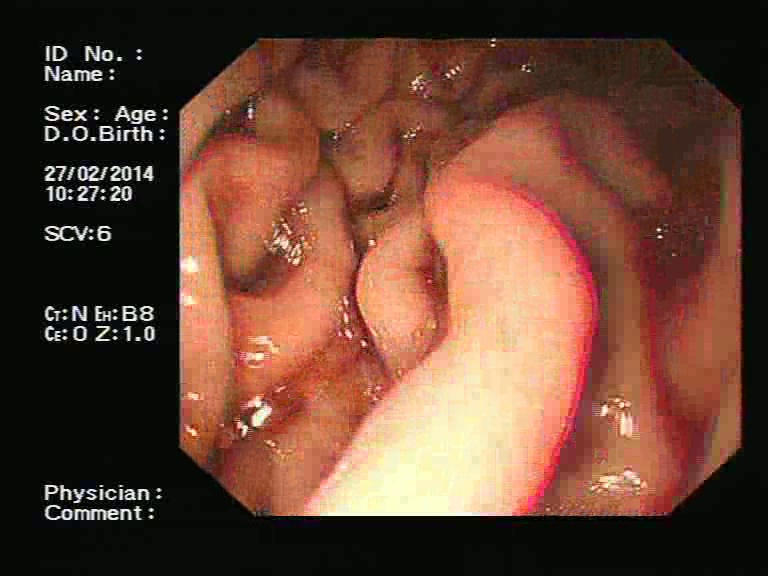 ID No. :
Name :
Sex : Age :
D.O.Birth :
27/02/2014
10:27:20
SCV:6
CT:N EH:B8
CE:0 Z:1.0
Physician :
Comment :